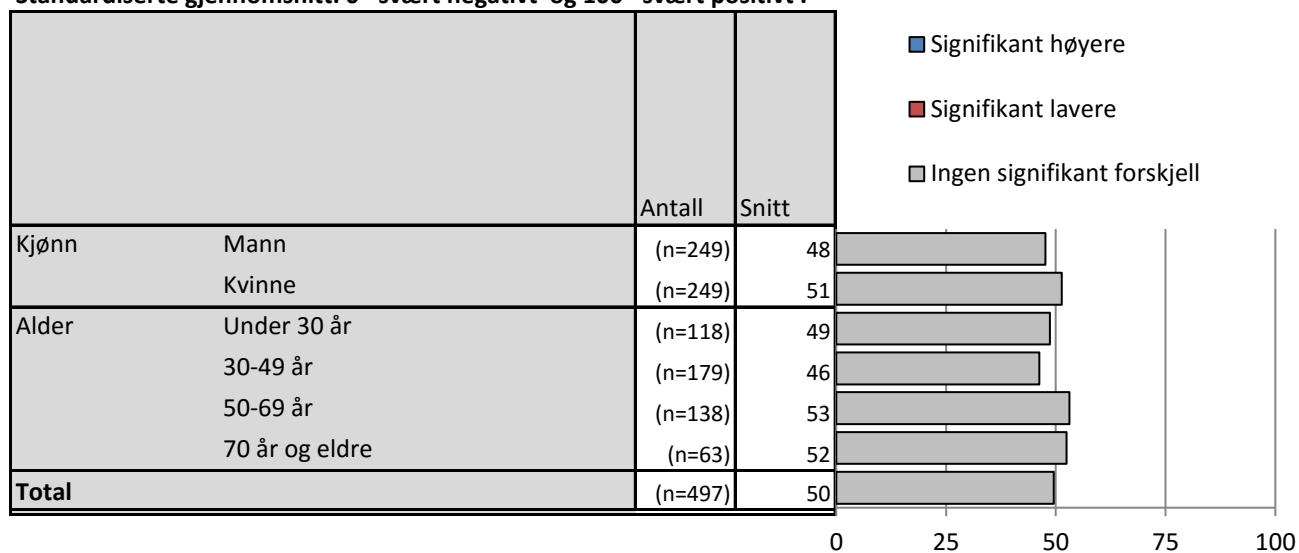 Signifikant høyere
Signifikant lavere
Ingen signifikant forskjell
Antall Snitt
Kjønn Mann (n=249) 48
Kvinne (n=249) 51
Alder Under 30 år (n=118) 49
30-49 år (n=179) 46
50-69 år (n=138) 53
70 år og eldre (n=63) 52
Total (n=497) 50
0 25 50 75 100